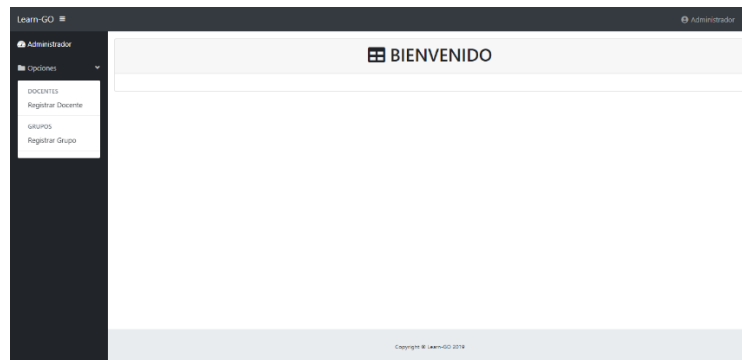 Learn-GO
Administrador
Administrador
Opciones
DOCENTES
Registrar Docente
GRUPOS
Registrar Grupo
BIENVENIDO
Copyright © Learn-GO 2019